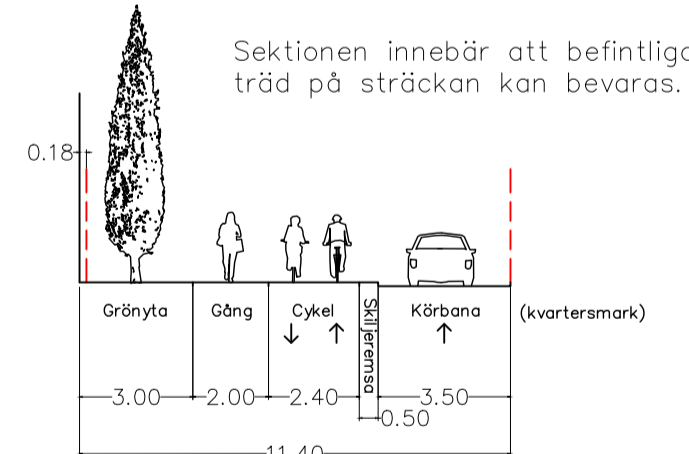 Sektionen innebär att befintliga
träd på sträckan kan bevaras.
0.18
Grönyta
Gång
Cykel
Skiljeremsa
Körbana
(kvartersmark)
3.00
2.00
2.40
3.50
0.50
11.40